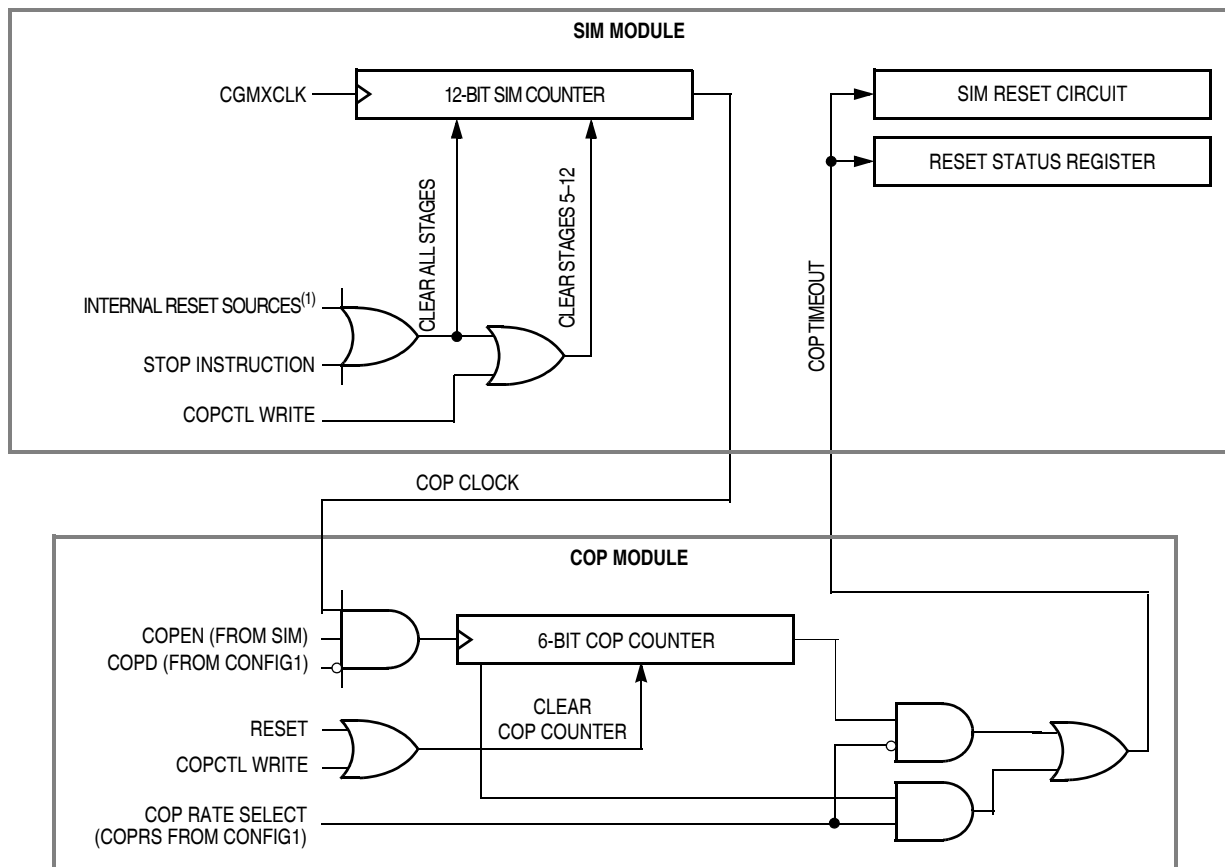 SIM MODULE
CGMXCLK
12-BIT SIM COUNTER
SIM RESET CIRCUIT
RESET STATUS REGISTER
CLEAR ALL STAGES
CLEAR STAGES 5–12
COP TIMEOUT
INTERNAL RESET SOURCES(1)
STOP INSTRUCTION
COPCTL WRITE
COP CLOCK
COP MODULE
COPEN (FROM SIM)
COPD (FROM CONFIG1)
6-BIT COP COUNTER
CLEAR
COP COUNTER
RESET
COPCTL WRITE
COP RATE SELECT
(COPRS FROM CONFIG1)